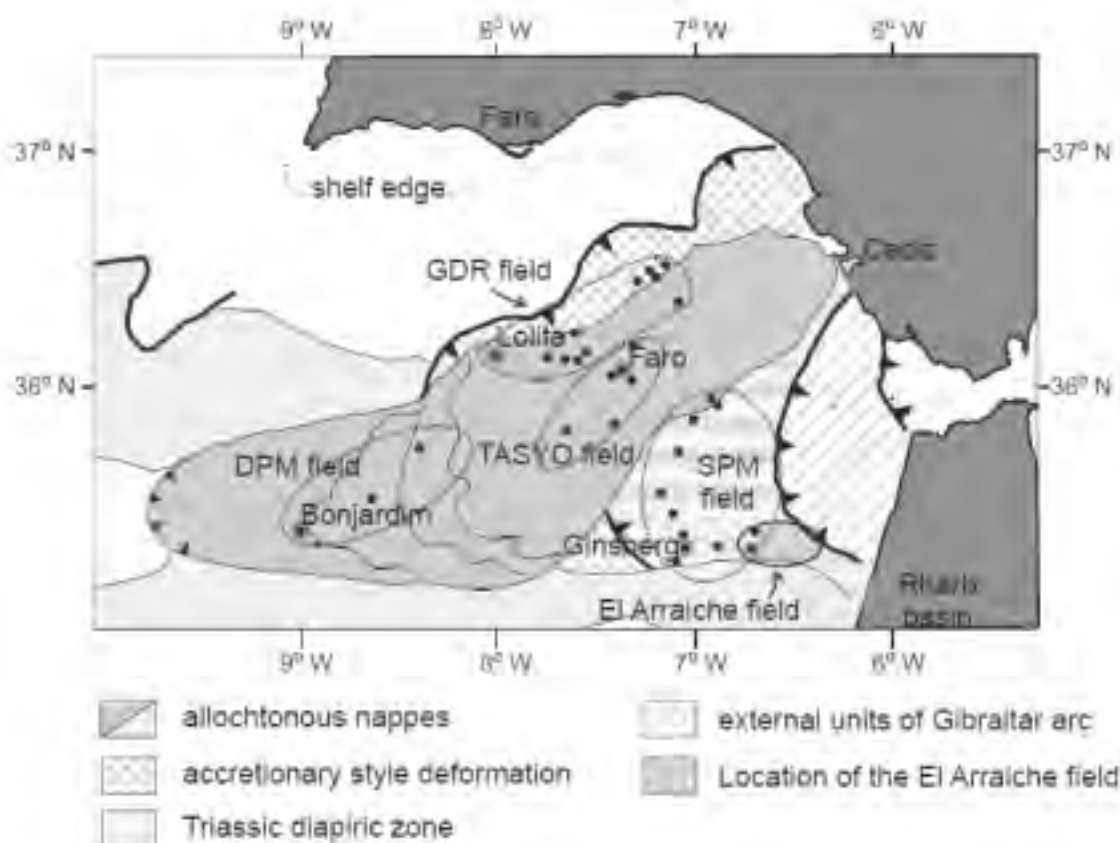 9° W 8° W 7° W 6° W
Faro
37° N 37° N
shelf edge
Cadiz
GDR field
Lolita
Faro
36° N 36° N
DPM field TASYO field SPM
field
Bonjardim
Ginsberg
El Arraiche field
basin
9° W 8° W 7° W 6° W
allochtonous nappes
external units of Gibraltar arc
accretionary style deformation
Location of the El Arraiche field
Triassic diapiric zone